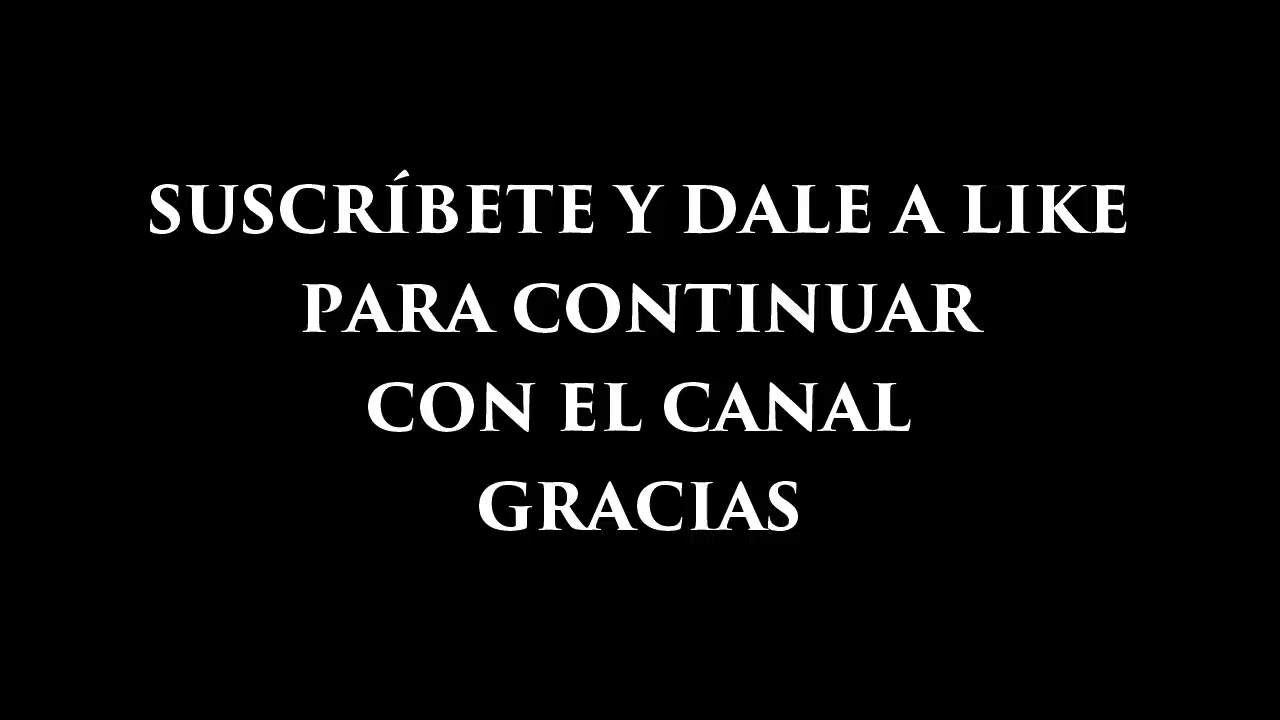 SUSCRÍBETE Y DALE A LIKE
PARA CONTINUAR
CON EL CANAL
GRACIAS